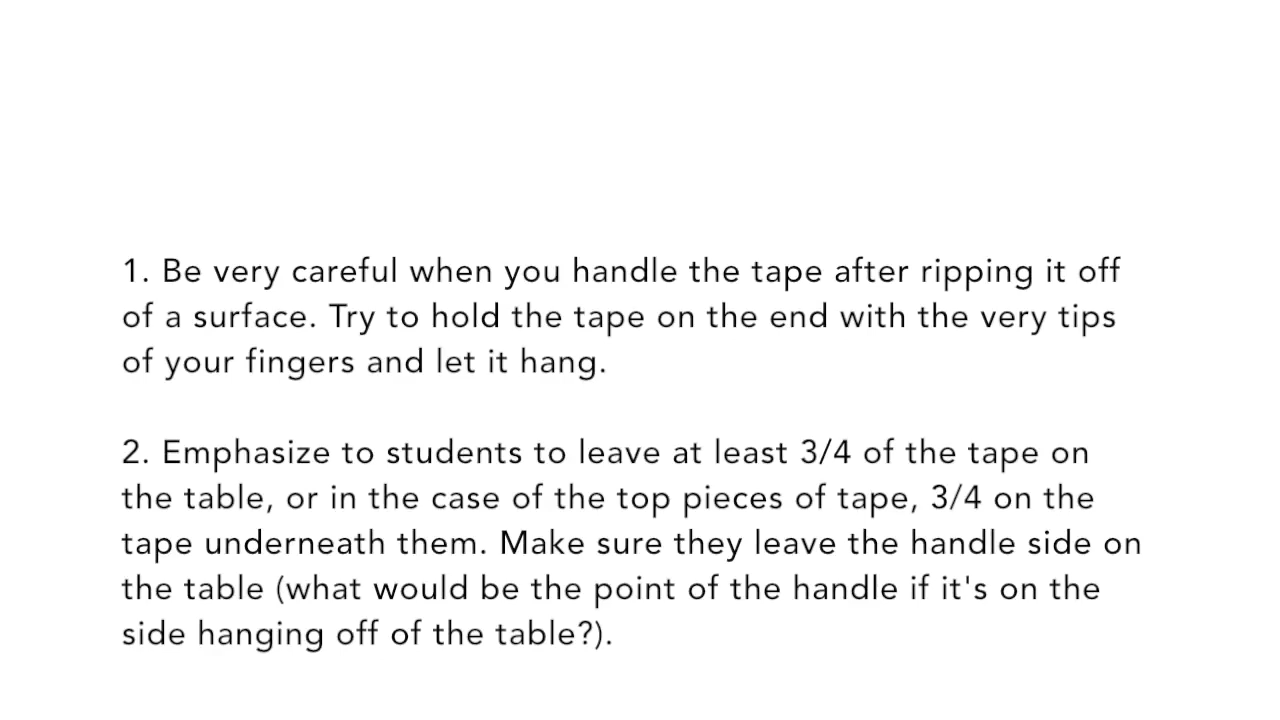 1. Be very careful when you handle the tape after ripping it off
of a surface. Try to hold the tape on the end with the very tips
of your fingers and let it hang.
2. Emphasize to students to leave at least 3/4 of the tape on
the table, or in the case of the top pieces of tape, 3/4 on the
tape underneath them. Make sure they leave the handle side on
the table (what would be the point of the handle if it's on the
side hanging off of the table?).